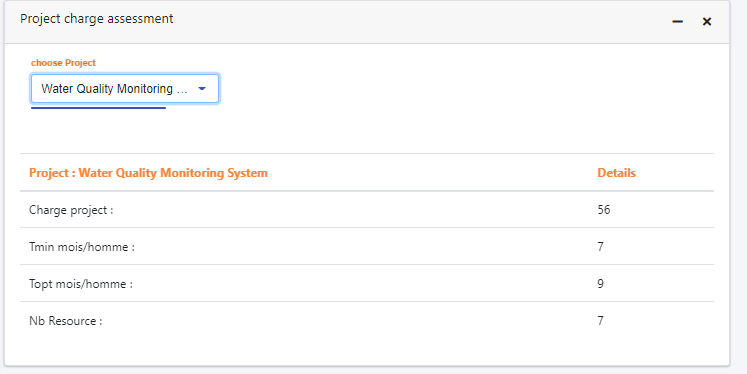 Project charge assessment
choose Project
Water Quality Monitoring ...
Project : Water Quality Monitoring System Details
Charge project : 56
Tmin mois/homme : 7
Topt mois/homme : 9
Nb Resource : 7